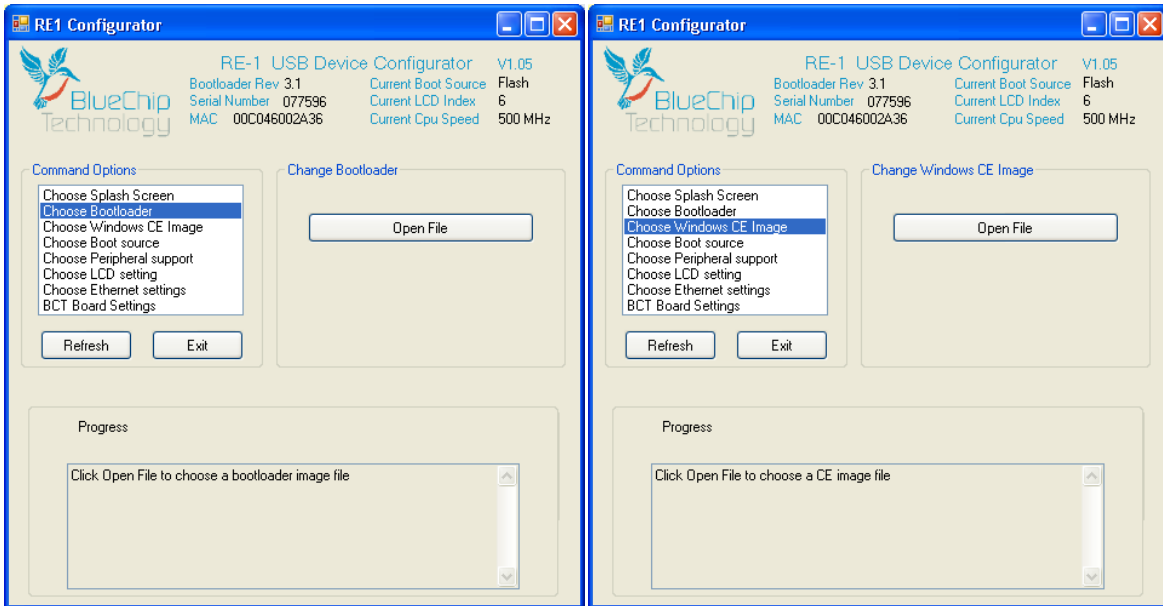 RE1 Configurator
BlueChip
Technology
RE-1 USB Device Configurator V1.05
Bootloader Rev 3.1 Current Boot Source Flash
Serial Number 077596 Current LCD Index 6
MAC 00C046002A36 Current Cpu Speed 500 MHz
Command Options
Choose Splash Screen
Choose Bootloader
Choose Windows CE Image
Choose Boot source
Choose Peripheral support
Choose LCD setting
Choose Ethernet settings
BCT Board Settings
Refresh Exit
Change Bootloader
Open File
Progress
Click Open File to choose a bootloader image file
RE1 Configurator
BlueChip
Technology
RE-1 USB Device Configurator V1.05
Bootloader Rev 3.1 Current Boot Source Flash
Serial Number 077596 Current LCD Index 6
MAC 00C046002A36 Current Cpu Speed 500 MHz
Command Options
Choose Splash Screen
Choose Bootloader
Choose Windows CE Image
Choose Boot source
Choose Peripheral support
Choose LCD setting
Choose Ethernet settings
BCT Board Settings
Refresh Exit
Change Windows CE Image
Open File
Progress
Click Open File to choose a CE image file